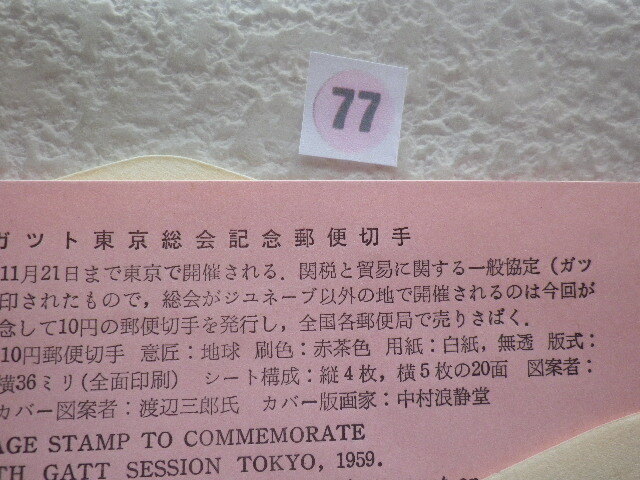 77
ガツト東京総会記念郵便切手
11月21日まで東京で開催される．関税と貿易に関する一般協定（ガツ
印されたもので，総会がジユネーブ以外の地で開催されるのは今回が
念して10円の郵便切手を発行し，全国各郵便局で売りさばく．
10円郵便切手　意匠：地球　刷色：赤茶色　用紙：白紙，無透　版式：
横36ミリ（全面印刷）　シート構成：縦4枚，横5枚の20面　図案者：
カバー図案者：渡辺三郎氏　カバー版画家：中村浪静堂
AGE STAMP TO COMMEMORATE
TH GATT SESSION TOKYO, 1959.